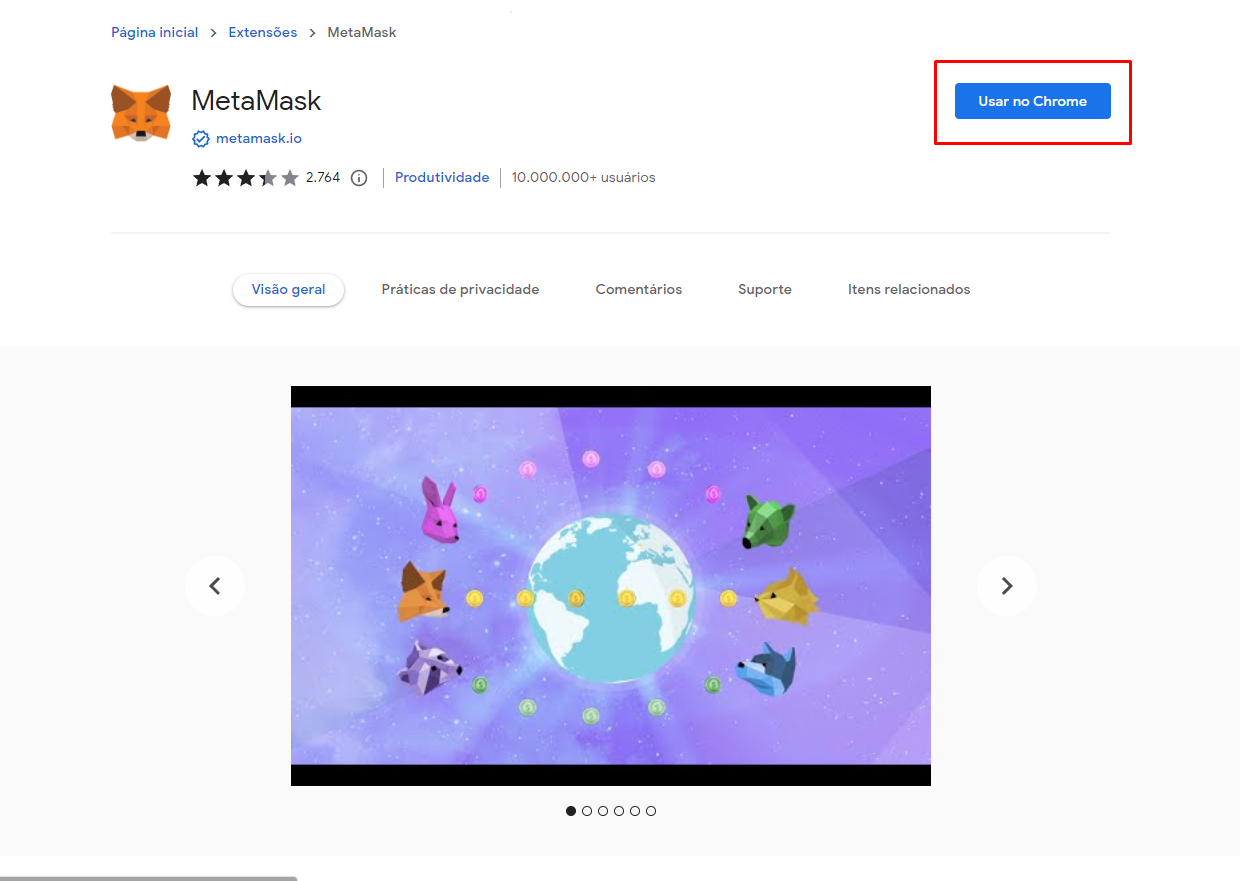 Página inicial > Extensões > MetaMask
MetaMask
Usar no Chrome
metamask.io
2.764 Produtividade 10.000.000+ usuários
Visão geral Práticas de privacidade Comentários Suporte Itens relacionados